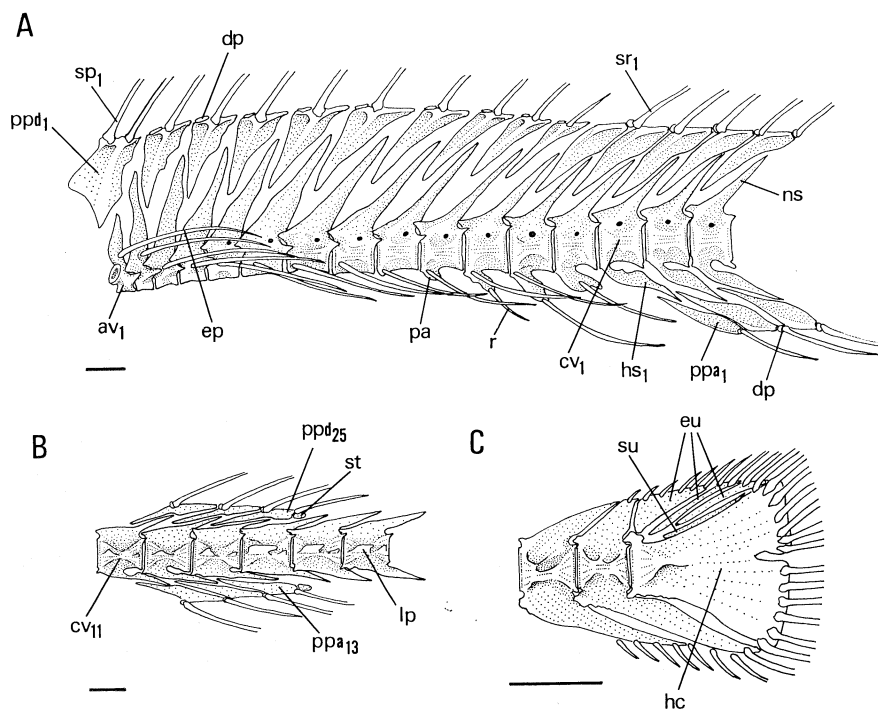 A
dp
sp1
sr1
ppd1
ns
av1
ep
pa
r
cv1
hs1
ppa1
dp
B
ppd25
st
cv11
ppa13
lp
C
eu
su
hc